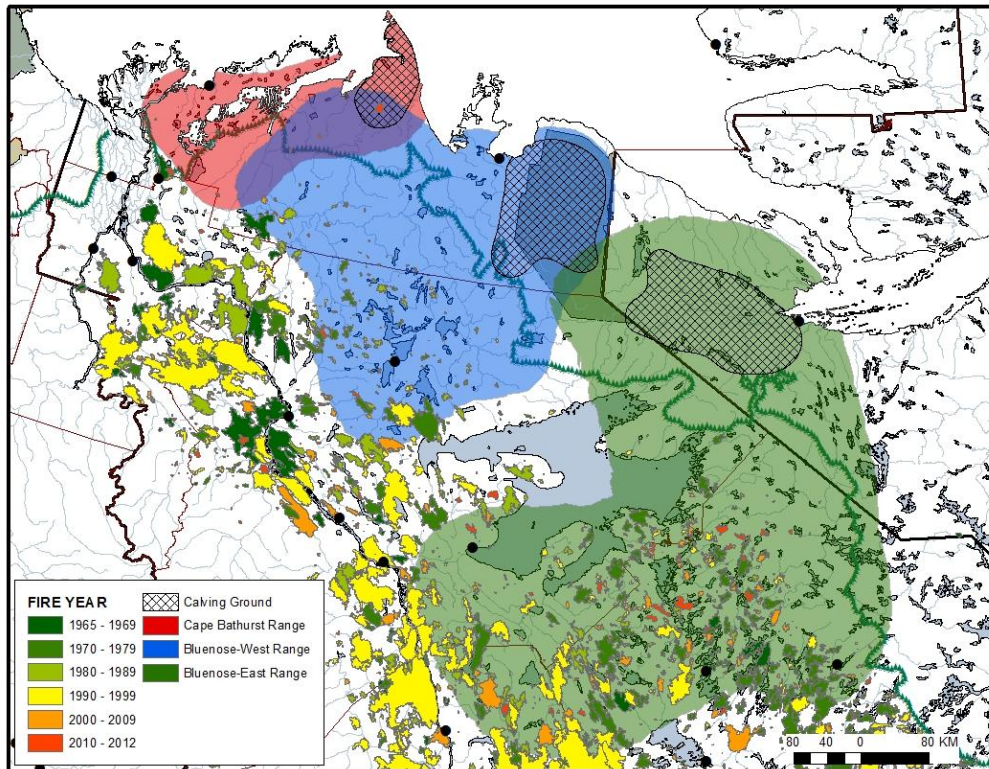 FIRE YEAR
1965 - 1969
1970 - 1979
1980 - 1989
1990 - 1999
2000 - 2009
2010 - 2012
Calving Ground
Cape Bathurst Range
Bluenose-West Range
Bluenose-East Range
80 40 0 80 KM